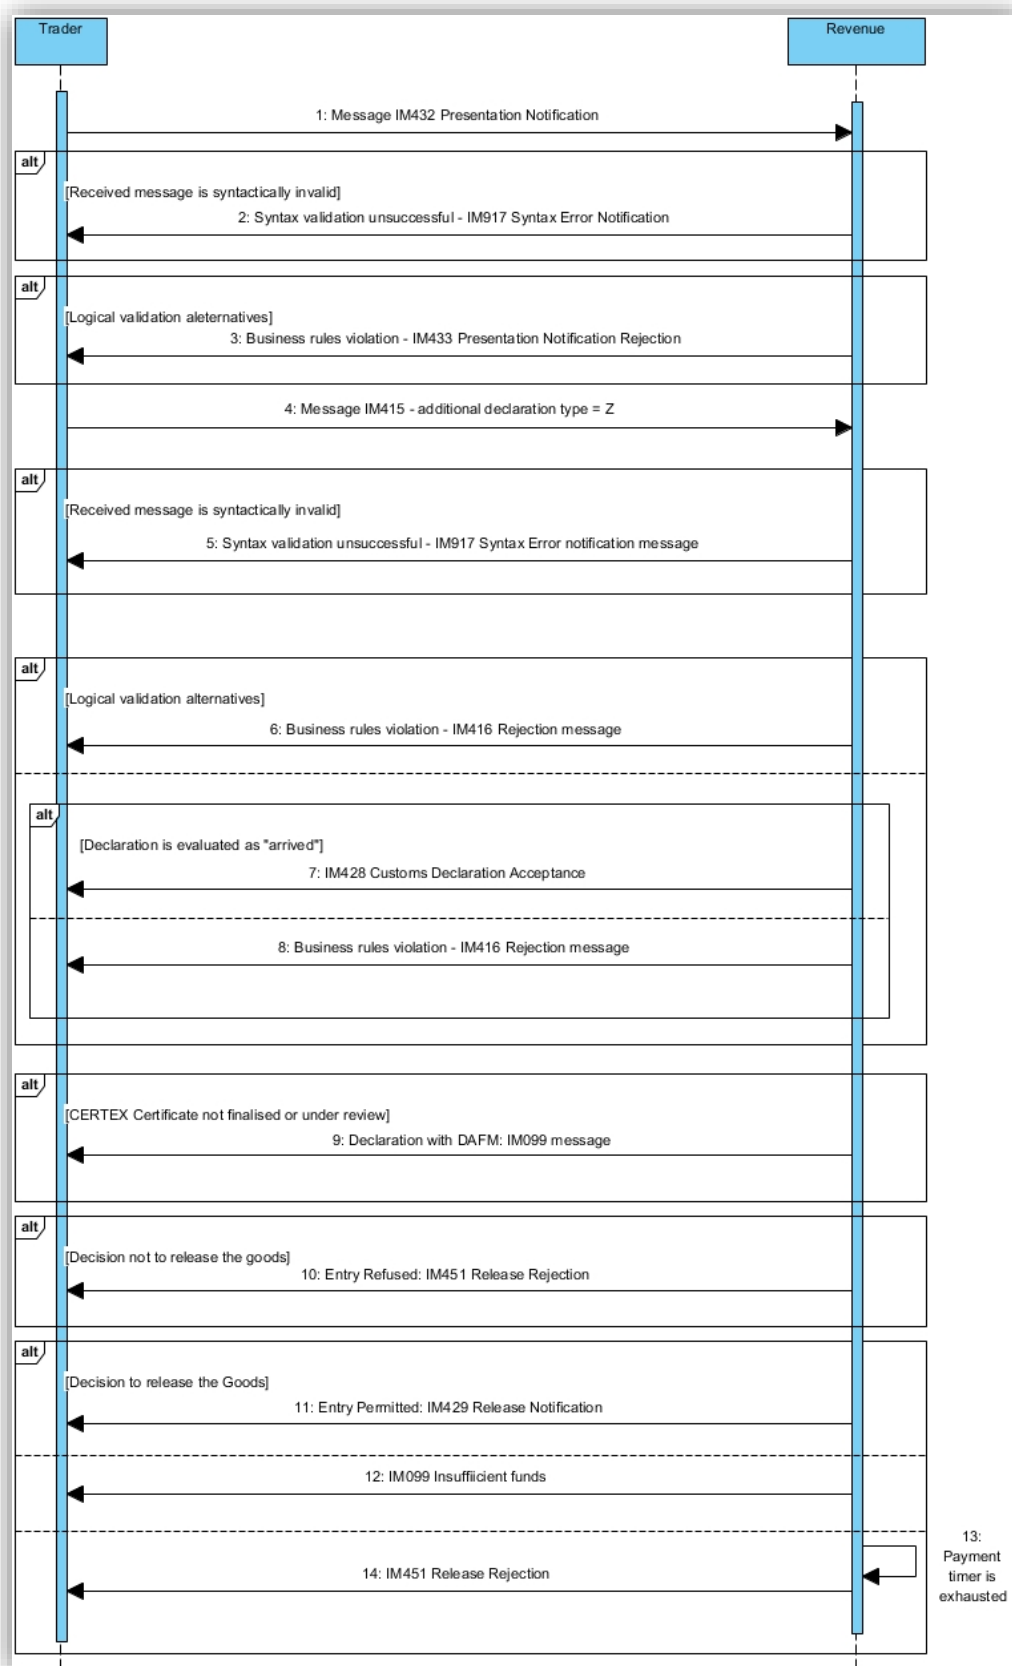 Trader
Revenue
1: Message IM432 Presentation Notification
alt
[Received message is syntactically invalid]
2: Syntax validation unsuccessful - IM917 Syntax Error Notification
alt
[Logical validation aleternatives]
3: Business rules violation - IM433 Presentation Notification Rejection
4: Message IM415 - additional declaration type = Z
alt
[Received message is syntactically invalid]
5: Syntax validation unsuccessful - IM917 Syntax Error notification message
alt
[Logical validation alternatives]
6: Business rules violation - IM416 Rejection message
alt
[Declaration is evaluated as "arrived"]
7: IM428 Customs Declaration Acceptance
8: Business rules violation - IM416 Rejection message
alt
[CERTEX Certificate not finalised or under review]
9: Declaration with DAFM: IM099 message
alt
[Decision not to release the goods]
10: Entry Refused: IM451 Release Rejection
alt
[Decision to release the Goods]
11: Entry Permitted: IM429 Release Notification
12: IM099 Insuffiicient funds
13:
Payment
timer is
exhausted
14: IM451 Release Rejection